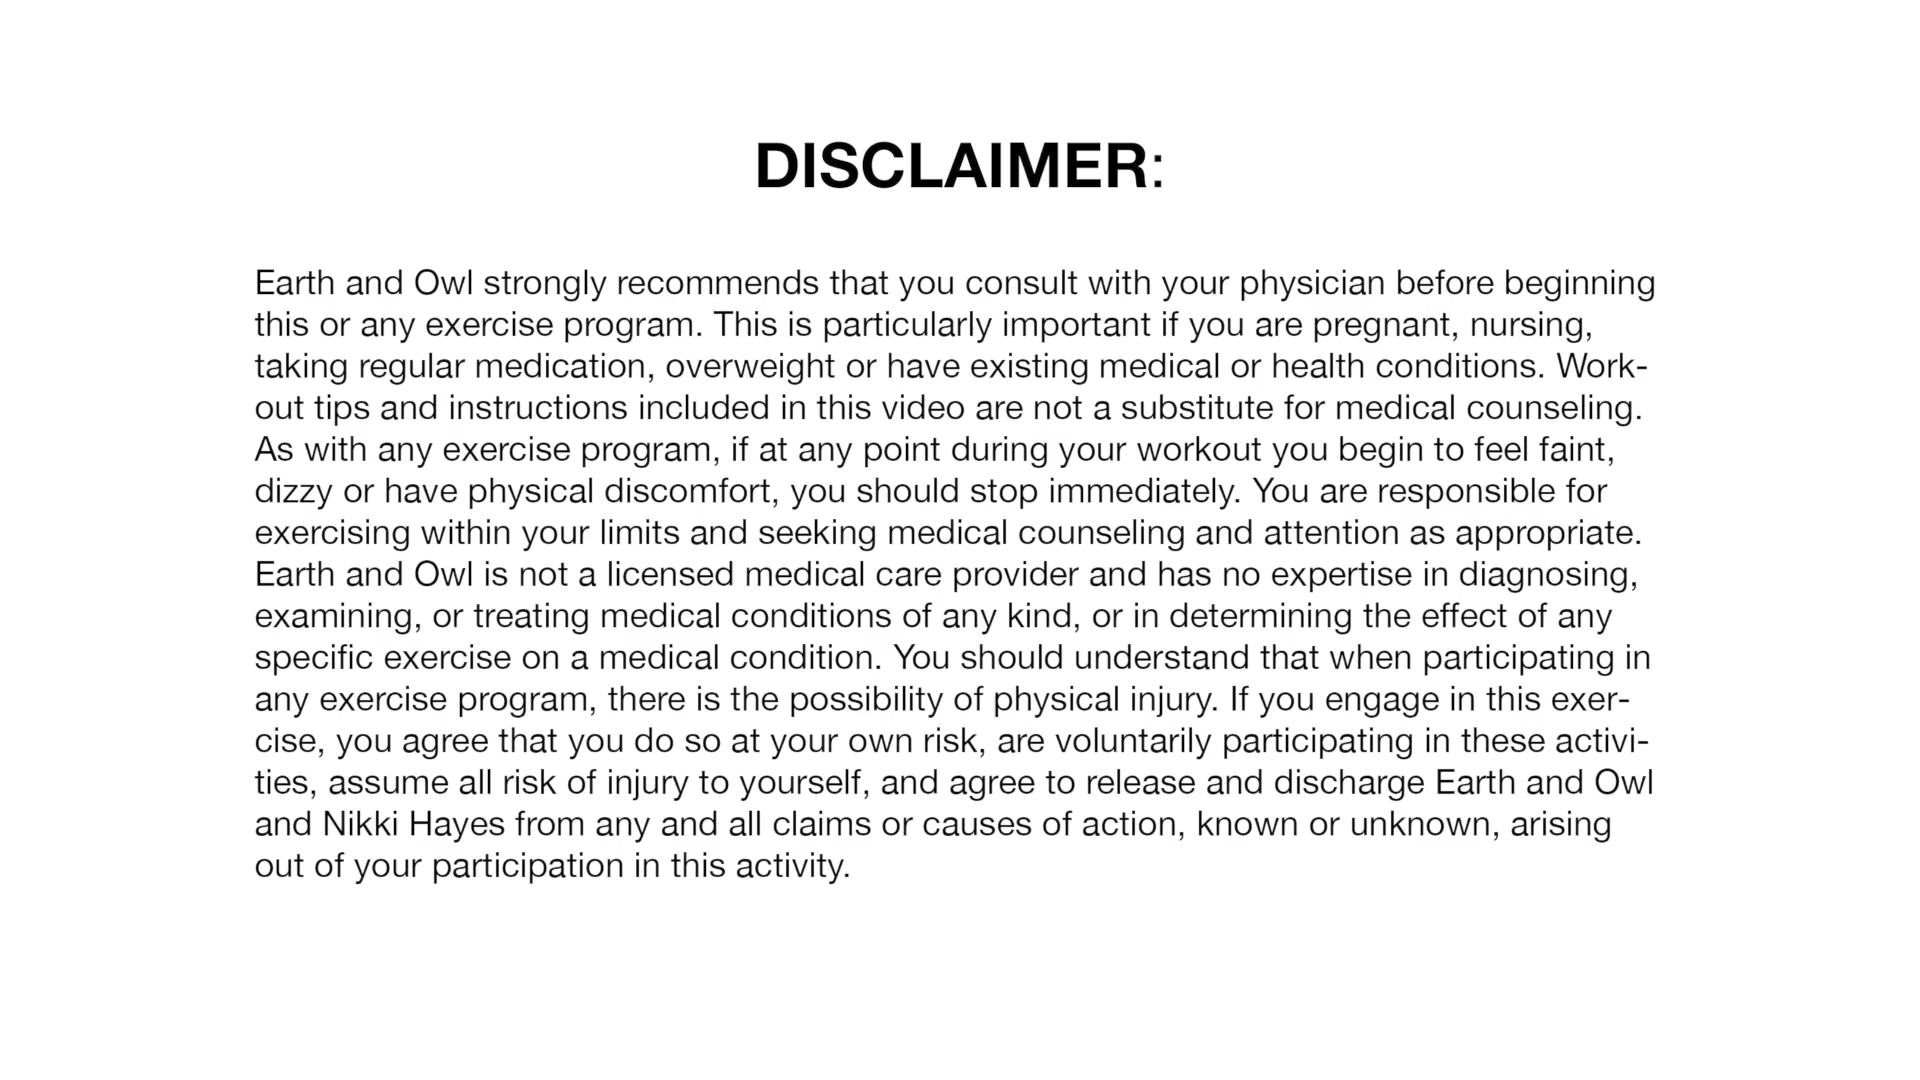 DISCLAIMER:
Earth and Owl strongly recommends that you consult with your physician before beginning
this or any exercise program. This is particularly important if you are pregnant, nursing,
taking regular medication, overweight or have existing medical or health conditions. Work-
out tips and instructions included in this video are not a substitute for medical counseling.
As with any exercise program, if at any point during your workout you begin to feel faint,
dizzy or have physical discomfort, you should stop immediately. You are responsible for
exercising within your limits and seeking medical counseling and attention as appropriate.
Earth and Owl is not a licensed medical care provider and has no expertise in diagnosing,
examining, or treating medical conditions of any kind, or in determining the effect of any
specific exercise on a medical condition. You should understand that when participating in
any exercise program, there is the possibility of physical injury. If you engage in this exer-
cise, you agree that you do so at your own risk, are voluntarily participating in these activi-
ties, assume all risk of injury to yourself, and agree to release and discharge Earth and Owl
and Nikki Hayes from any and all claims or causes of action, known or unknown, arising
out of your participation in this activity.